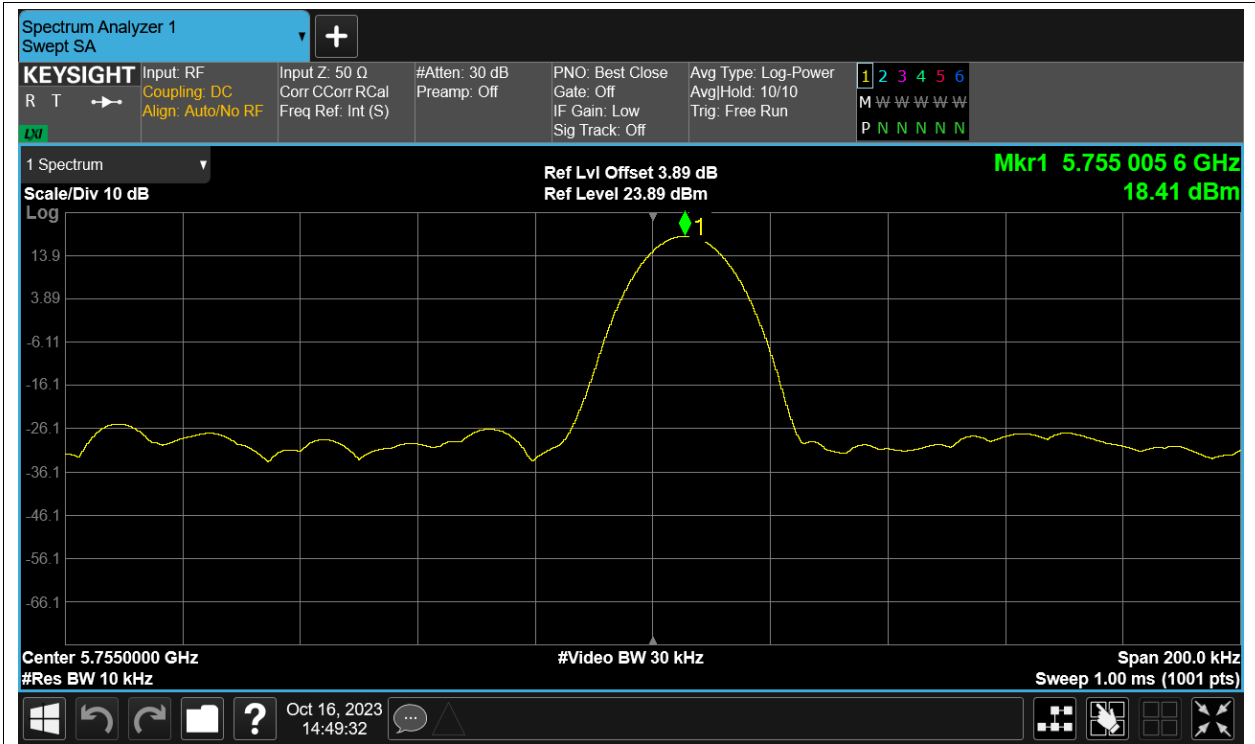 Spectrum Analyzer 1
Swept SA
KEYSIGHT
R T
LXI
Input: RF
Coupling: DC
Align: Auto/No RF
Input Z: 50 Ω
Corr CCorr RCal
Freq Ref: Int (S)
#Atten: 30 dB
Preamp: Off
PNO: Best Close
Gate: Off
IF Gain: Low
Sig Track: Off
Avg Type: Log-Power
Avg|Hold: 10/10
Trig: Free Run
1 2 3 4 5 6
M W W W W W
P N N N N N
1 Spectrum
Scale/Div 10 dB
Log
Ref Lvl Offset 3.89 dB
Ref Level 23.89 dBm
Mkr1 5.755 005 6 GHz
18.41 dBm
1
13.9
3.89
-6.11
-16.1
-26.1
-36.1
-46.1
-56.1
-66.1
Center 5.7550000 GHz
#Res BW 10 kHz
#Video BW 30 kHz
Span 200.0 kHz
Sweep 1.00 ms (1001 pts)
?
Oct 16, 2023
14:49:32